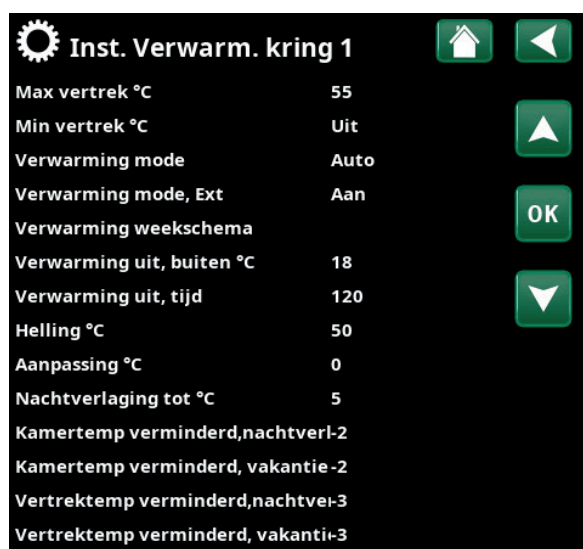 Inst. Verwarm. kring 1
Max vertrek °C 55
Min vertrek °C Uit
Verwarming mode Auto
Verwarming mode, Ext Aan
OK
Verwarming weekschema
Verwarming uit, buiten °C 18
Verwarming uit, tijd 120
Helling °C 50
Aanpassing °C 0
Nachtverlaging tot °C 5
Kamertemp verminderd,nachtverl -2
Kamertemp verminderd, vakantie -2
Vertrektemp verminderd,nachtver -3
Vertrektemp verminderd, vakantie -3